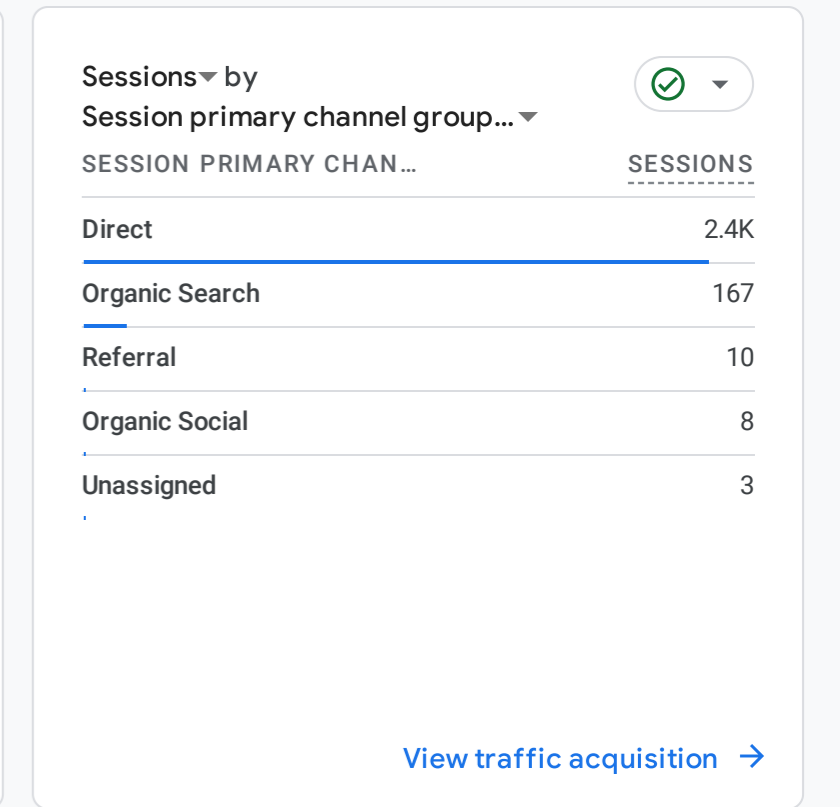 Sessions by
Session primary channel group…
SESSION PRIMARY CHAN… SESSIONS
Direct 2.4K
Organic Search 167
Referral 10
Organic Social 8
Unassigned 3
View traffic acquisition